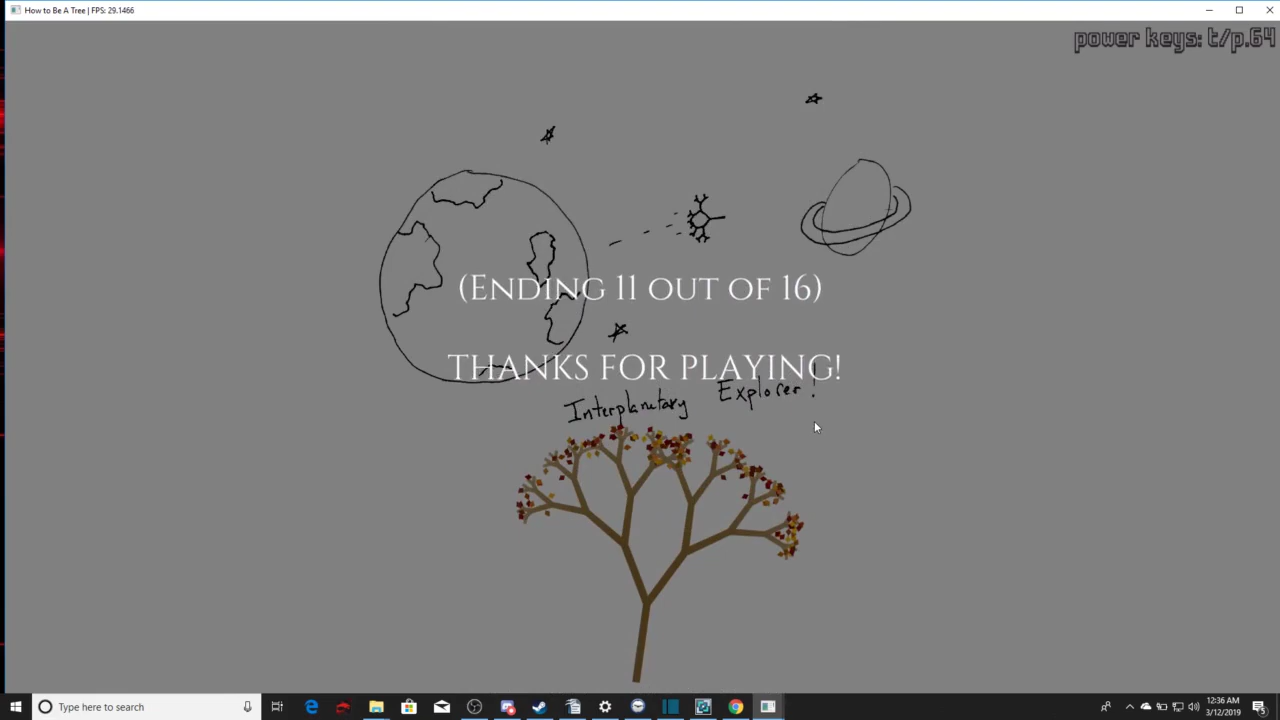 How to Be A Tree | FPS: 29.1466
power keys: t/p.64
(Ending 11 out of 16)
THANKS FOR PLAYING!
Interplanetary Explorer!
Type here to search
12:36 AM
3/12/2019
5